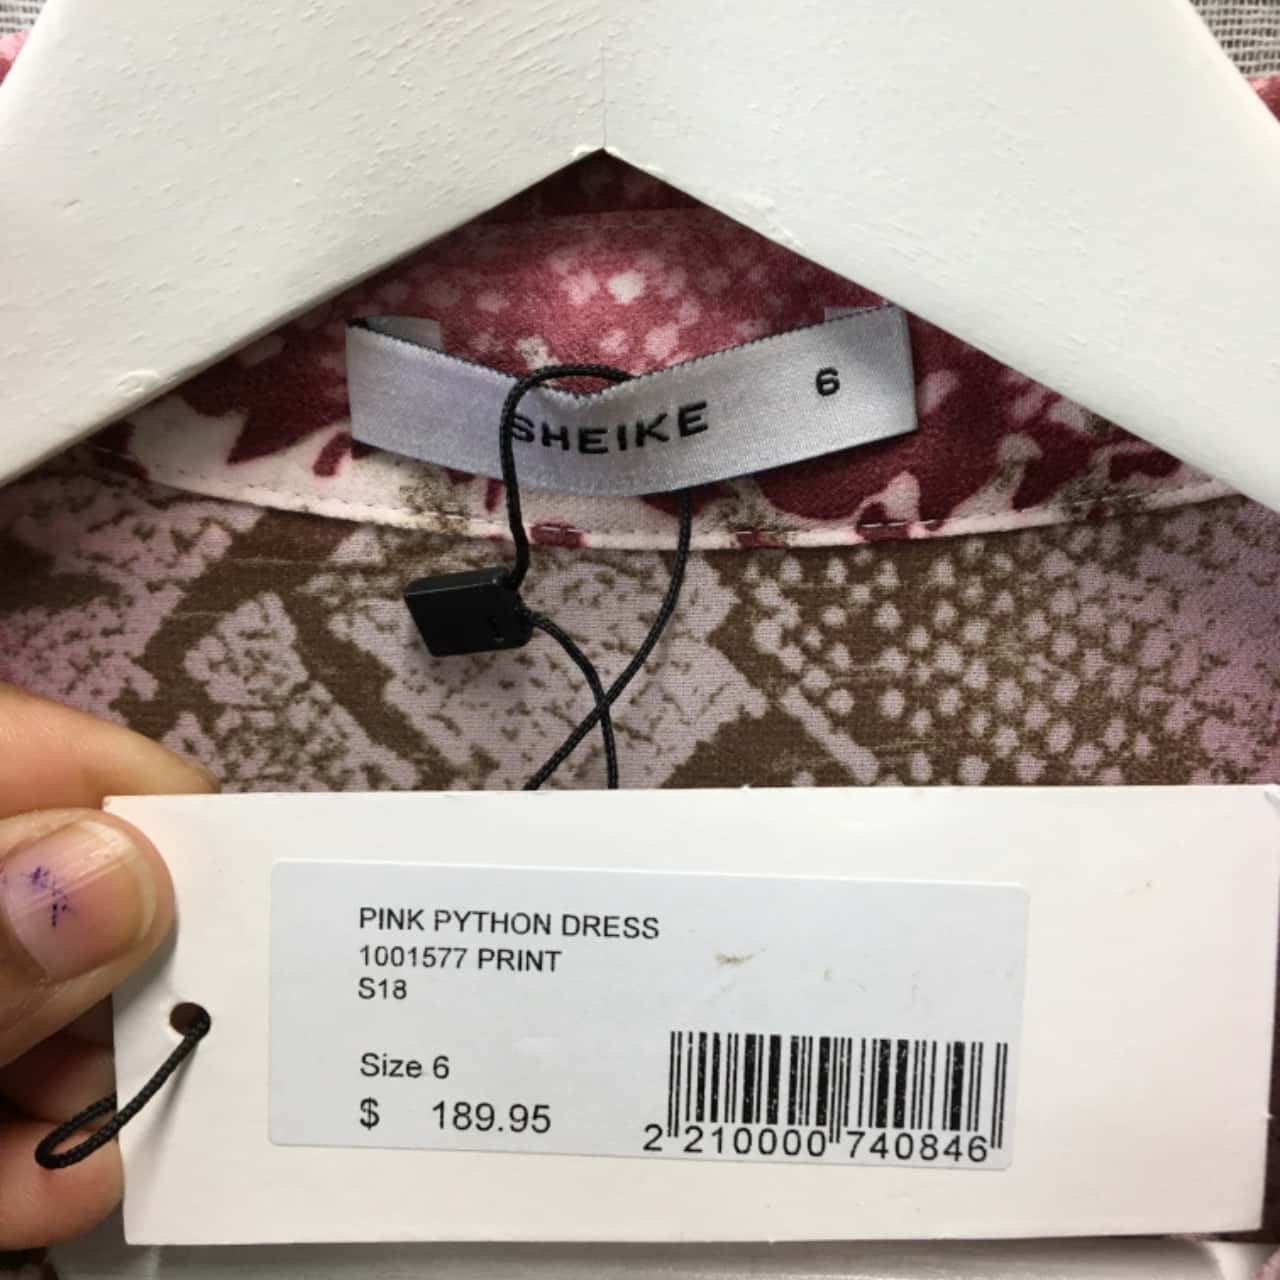 SHEIKE
6
PINK PYTHON DRESS
1001577 PRINT
S18
Size 6
$ 189.95
2 210000 740846